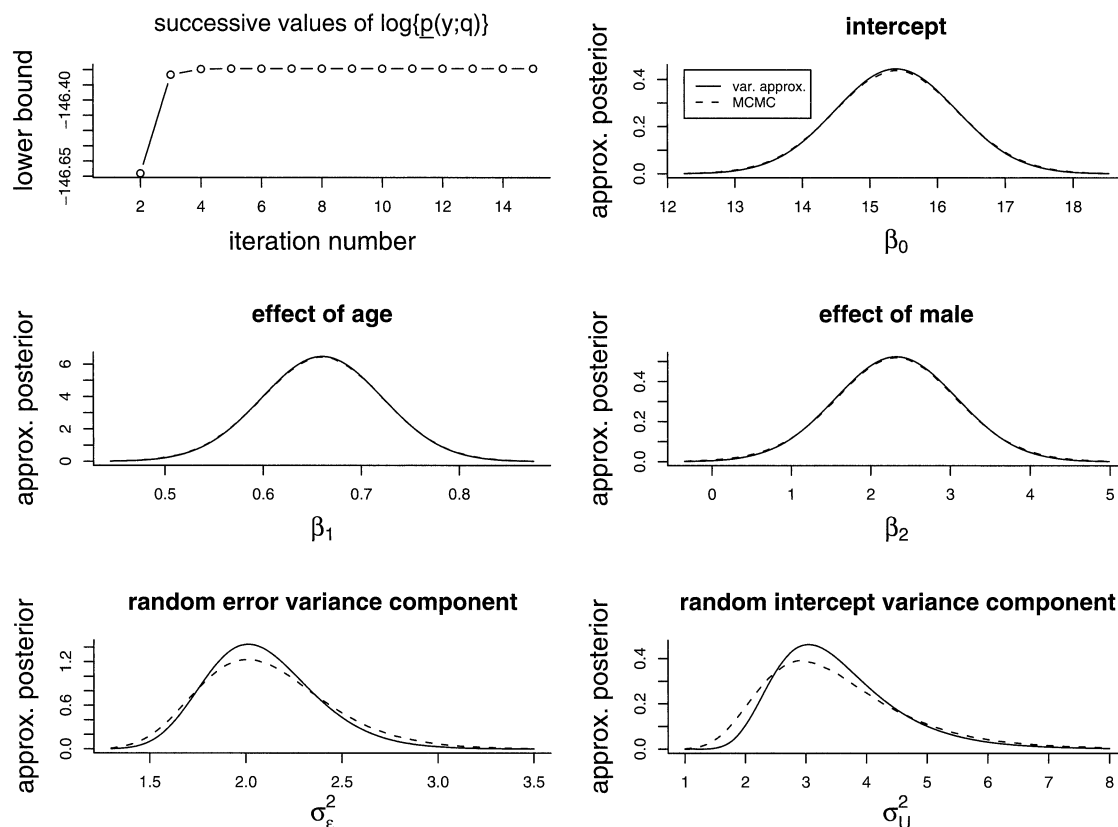 successive values of log{p(y;q)}
lower bound
−146.65 −146.40
2 4 6 8 10 12 14
iteration number
intercept
approx. posterior
0.0 0.2 0.4
var. approx.
MCMC
12 13 14 15 16 17 18
β0
effect of age
approx. posterior
0 2 4 6
0.5 0.6 0.7 0.8
β1
effect of male
approx. posterior
0.0 0.2 0.4
0 1 2 3 4 5
β2
random error variance component
approx. posterior
0.0 0.6 1.2
1.5 2.0 2.5 3.0 3.5
σ²ε
random intercept variance component
approx. posterior
0.0 0.2 0.4
1 2 3 4 5 6 7 8
σ²U